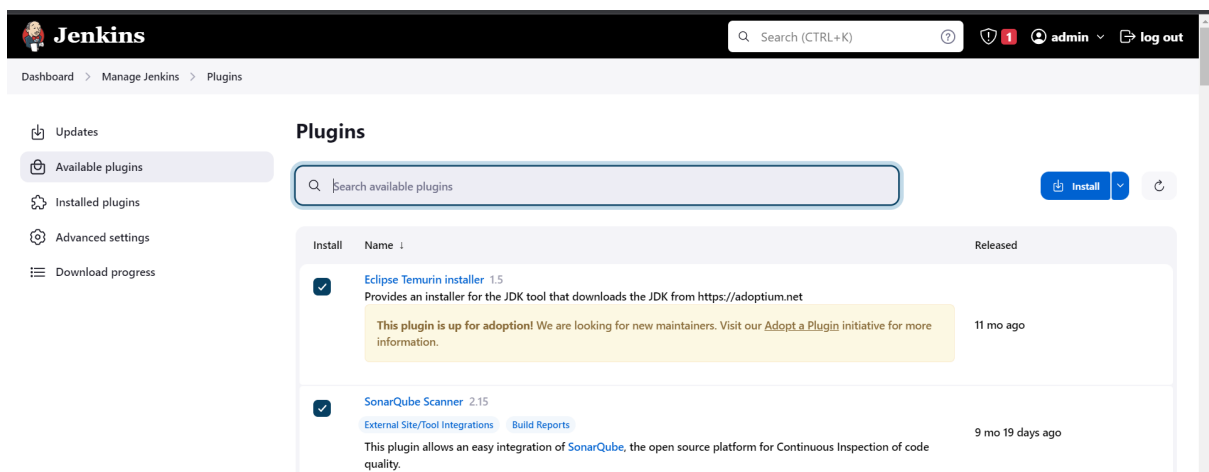 Jenkins
Search (CTRL+K)
1
admin
log out
Dashboard > Manage Jenkins > Plugins
Updates
Available plugins
Installed plugins
Advanced settings
Download progress
Plugins
Search available plugins
Install
Install Name ↓ Released
Eclipse Temurin installer 1.5
Provides an installer for the JDK tool that downloads the JDK from https://adoptium.net
This plugin is up for adoption! We are looking for new maintainers. Visit our Adopt a Plugin initiative for more
information.
11 mo ago
SonarQube Scanner 2.15
External Site/Tool Integrations Build Reports
This plugin allows an easy integration of SonarQube, the open source platform for Continuous Inspection of code
quality.
9 mo 19 days ago